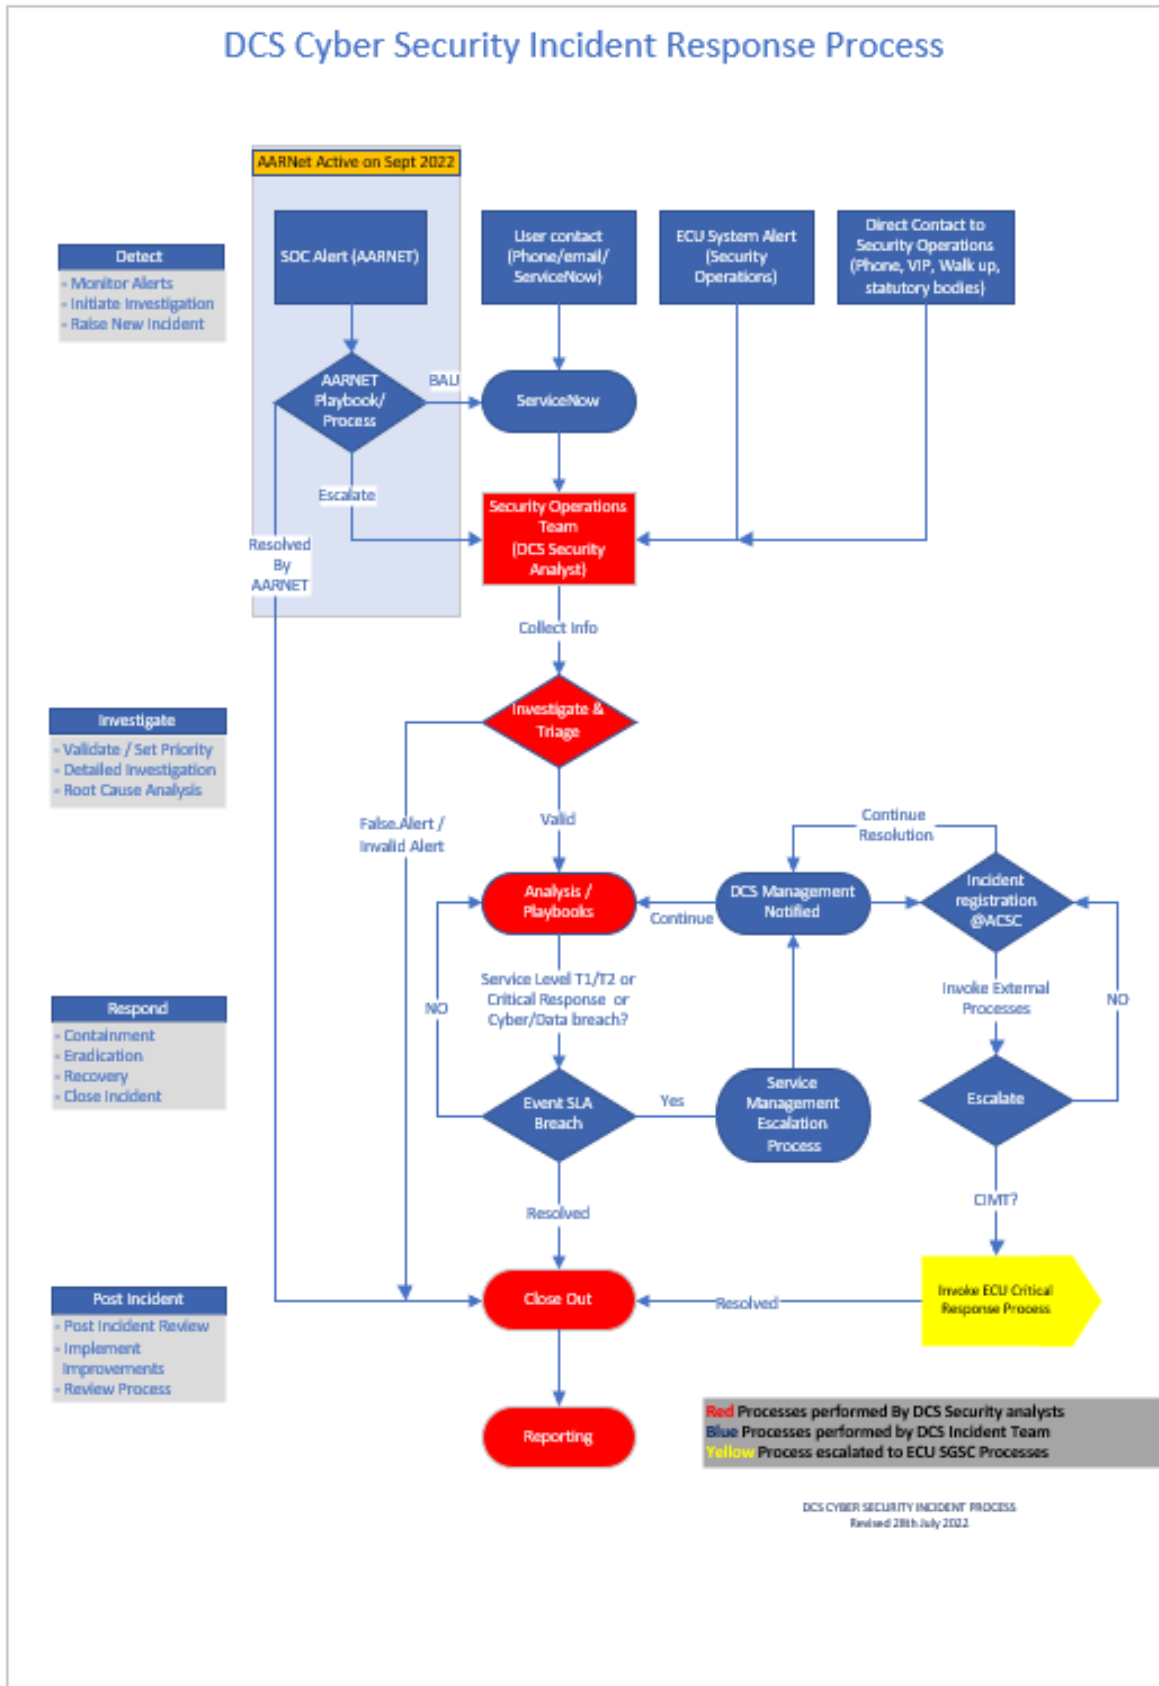 DCS Cyber Security Incident Response Process
AARNet Active on Sept 2022
SOC Alert (AARNET)
User contact
(Phone/email/
ServiceNow)
ECU System Alert
(Security
Operations)
Direct Contact to
Security Operations
(Phone, VIP, Walk up,
statutory bodies)
Detect
- Monitor Alerts
- Initiate Investigation
- Raise New Incident
AARNET
Playbook/
Process
BAU
ServiceNow
Escalate
Security Operations
Team
(DCS Security
Analyst)
Resolved
By
AARNET
Collect Info
Investigate &
Triage
Investigate
- Validate / Set Priority
- Detailed Investigation
- Root Cause Analysis
False.Alert /
Invalid Alert
Valid
Continue
Resolution
Analysis /
Playbooks
Continue
DCS Management
Notified
Incident
registration
@ACSC
Service Level T1/T2 or
Critical Response or
Cyber/Data breach?
NO
Invoke External
Processes
NO
Respond
- Containment
- Eradication
- Recovery
- Close Incident
Event SLA
Breach
Yes
Service
Management
Escalation
Process
Escalate
Resolved
CIMT?
Post Incident
- Post Incident Review
- Implement
Improvements
- Review Process
Close Out
Resolved
Invoke ECU Critical
Response Process
Reporting
Red Processes performed By DCS Security analysts
Blue Processes performed by DCS Incident Team
Yellow Process escalated to ECU SGSC Processes
DCS CYBER SECURITY INCIDENT PROCESS
Revised 28th July 2022